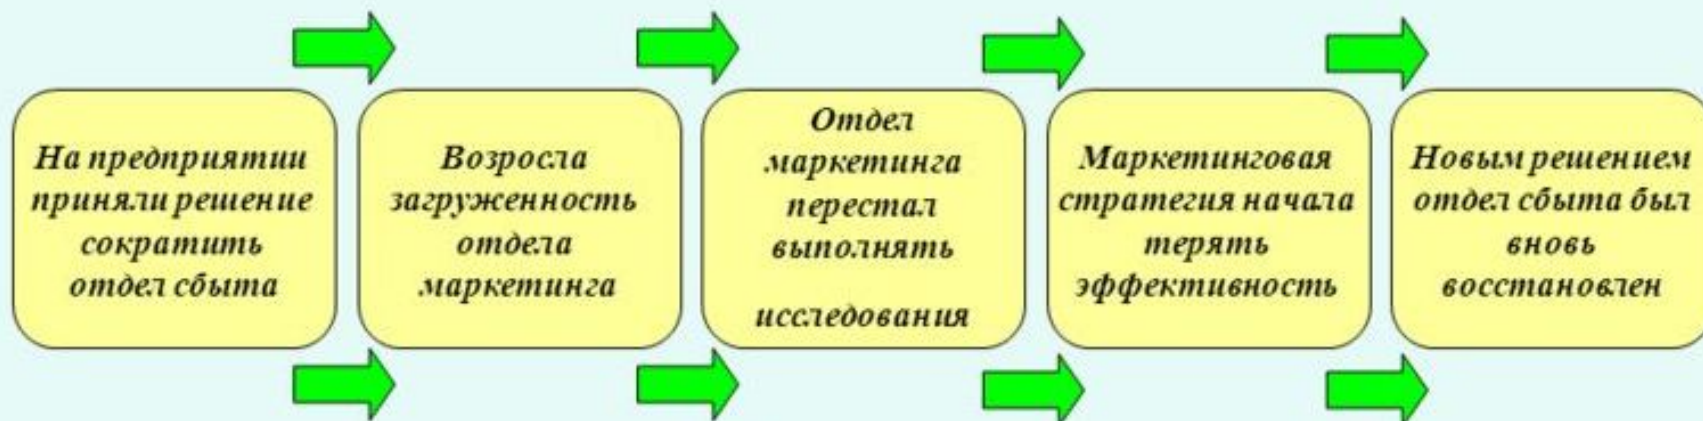 На предприятии
приняли решение
сократить
отдел сбыта
Возросла
загруженность
отдела
маркетинга
Отдел
маркетинга
перестал
выполнять
исследования
Маркетинговая
стратегия начала
терять
эффективность
Новым решением
отдел сбыта был
вновь
восстановлен